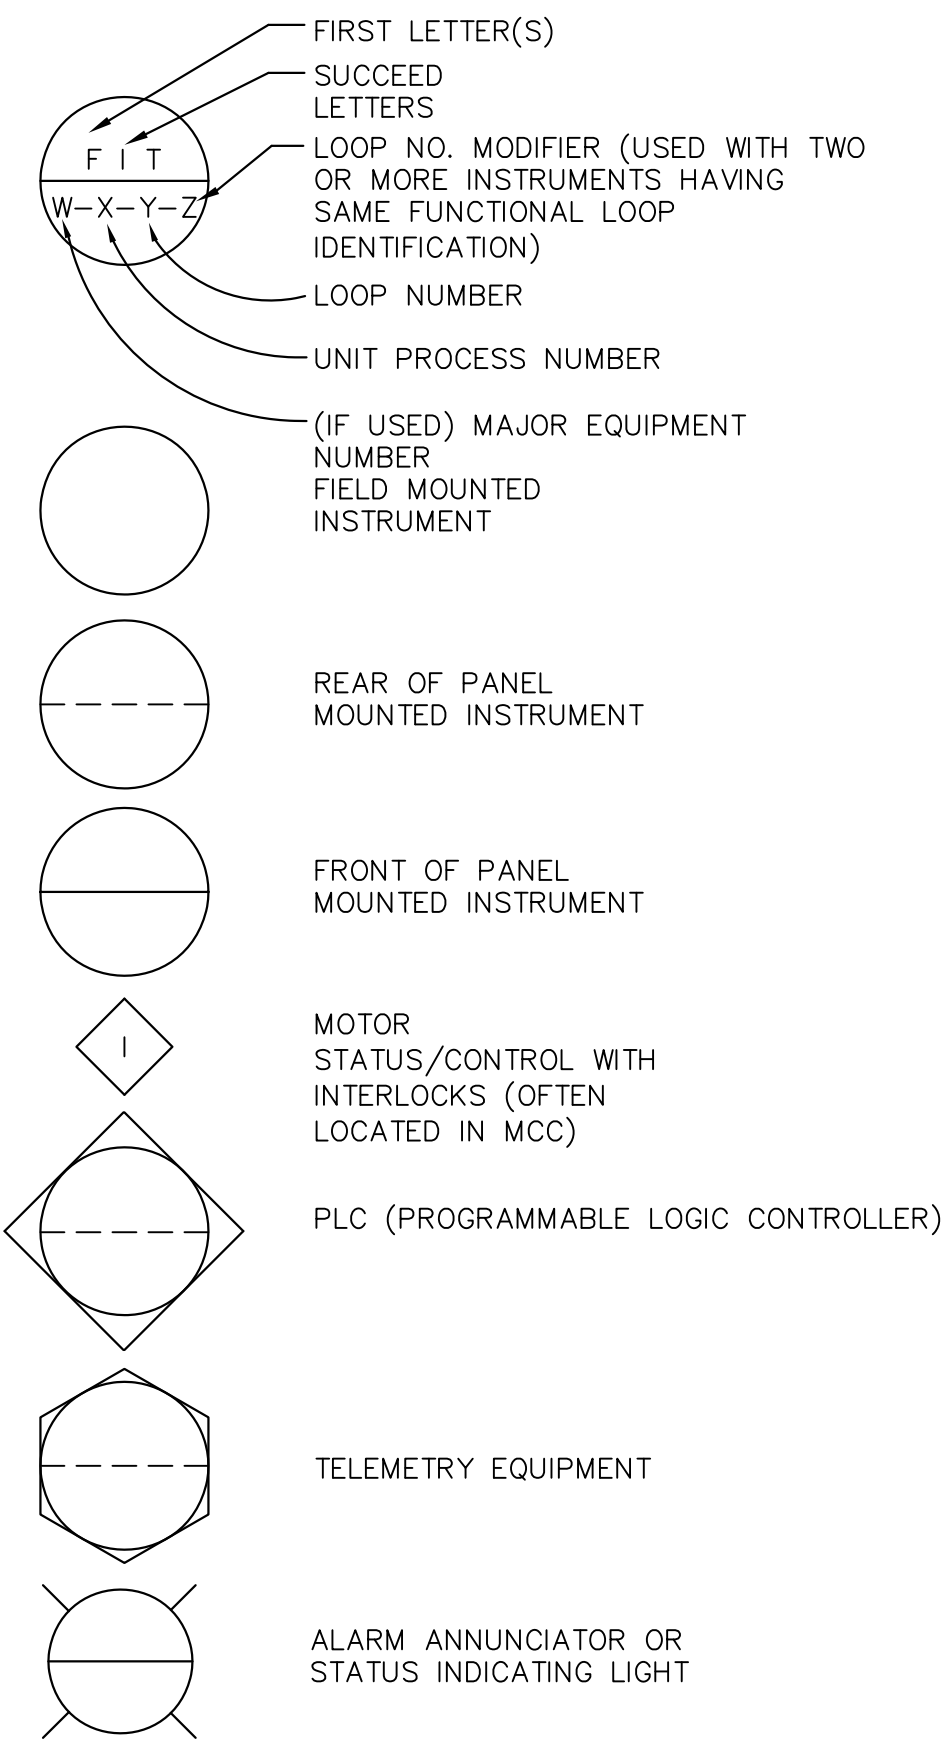 FIRST LETTER(S)
SUCCEED
LETTERS
F I T
W-X-Y-Z
LOOP NO. MODIFIER (USED WITH TWO
OR MORE INSTRUMENTS HAVING
SAME FUNCTIONAL LOOP
IDENTIFICATION)
LOOP NUMBER
UNIT PROCESS NUMBER
(IF USED) MAJOR EQUIPMENT
NUMBER
FIELD MOUNTED
INSTRUMENT
REAR OF PANEL
MOUNTED INSTRUMENT
FRONT OF PANEL
MOUNTED INSTRUMENT
I
MOTOR
STATUS/CONTROL WITH
INTERLOCKS (OFTEN
LOCATED IN MCC)
PLC (PROGRAMMABLE LOGIC CONTROLLER)
TELEMETRY EQUIPMENT
ALARM ANNUNCIATOR OR
STATUS INDICATING LIGHT